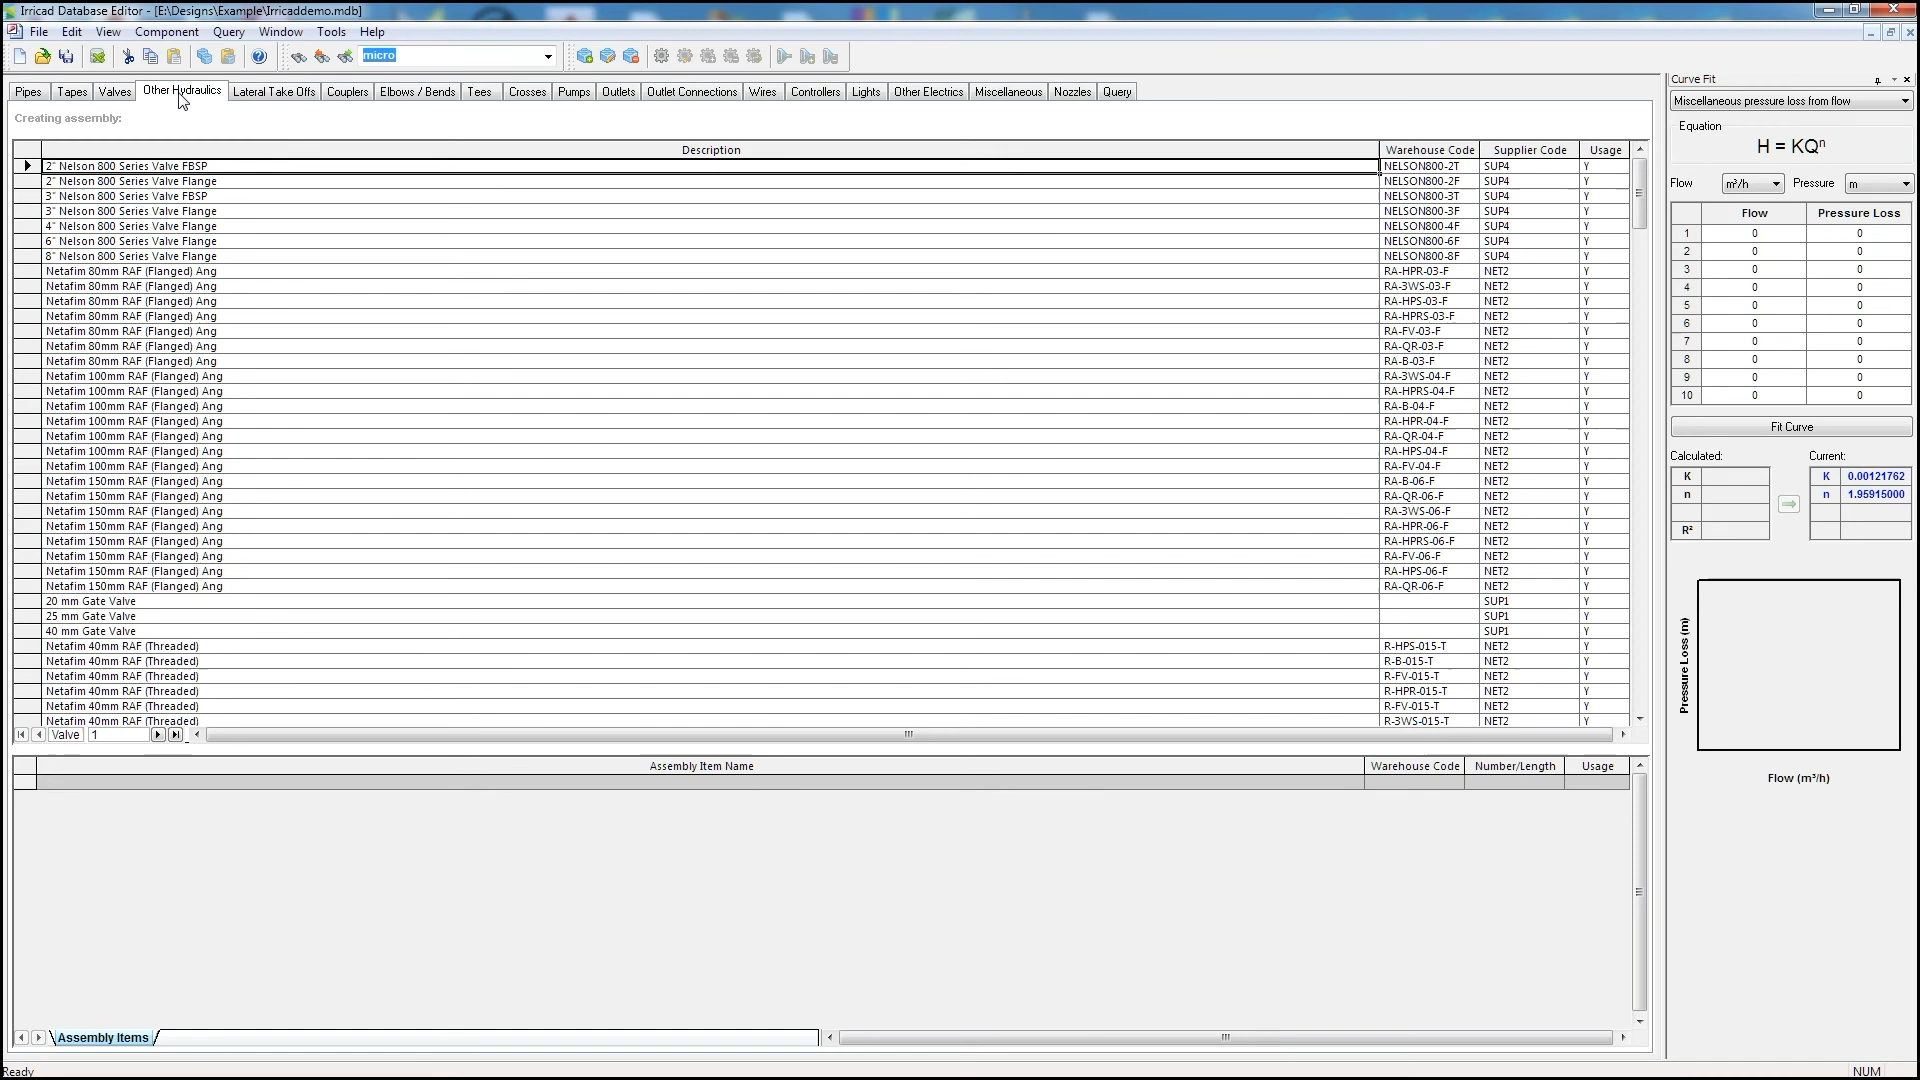 Irricad Database Editor - [E:\Designs\Example\Irricaddemo.mdb]
File Edit View Component Query Window Tools Help
micro
Pipes Tapes Valves Other Hydraulics Lateral Take Offs Couplers Elbows / Bends Tees Crosses Pumps Outlets Outlet Connections Wires Controllers Lights Other Electrics Miscellaneous Nozzles Query
Creating assembly:
Description Warehouse Code Supplier Code Usage
2" Nelson 800 Series Valve FBSP NELSON800-2T SUP4 Y
2" Nelson 800 Series Valve Flange NELSON800-2F SUP4 Y
3" Nelson 800 Series Valve FBSP NELSON800-3T SUP4 Y
3" Nelson 800 Series Valve Flange NELSON800-3F SUP4 Y
4" Nelson 800 Series Valve Flange NELSON800-4F SUP4 Y
6" Nelson 800 Series Valve Flange NELSON800-6F SUP4 Y
8" Nelson 800 Series Valve Flange NELSON800-8F SUP4 Y
Netafim 80mm RAF (Flanged) Ang RA-HPR-03-F NET2 Y
Netafim 80mm RAF (Flanged) Ang RA-3WS-03-F NET2 Y
Netafim 80mm RAF (Flanged) Ang RA-HPS-03-F NET2 Y
Netafim 80mm RAF (Flanged) Ang RA-HPRS-03-F NET2 Y
Netafim 80mm RAF (Flanged) Ang RA-FV-03-F NET2 Y
Netafim 80mm RAF (Flanged) Ang RA-QR-03-F NET2 Y
Netafim 80mm RAF (Flanged) Ang RA-B-03-F NET2 Y
Netafim 100mm RAF (Flanged) Ang RA-3WS-04-F NET2 Y
Netafim 100mm RAF (Flanged) Ang RA-HPRS-04-F NET2 Y
Netafim 100mm RAF (Flanged) Ang RA-B-04-F NET2 Y
Netafim 100mm RAF (Flanged) Ang RA-HPR-04-F NET2 Y
Netafim 100mm RAF (Flanged) Ang RA-QR-04-F NET2 Y
Netafim 100mm RAF (Flanged) Ang RA-HPS-04-F NET2 Y
Netafim 100mm RAF (Flanged) Ang RA-FV-04-F NET2 Y
Netafim 150mm RAF (Flanged) Ang RA-B-06-F NET2 Y
Netafim 150mm RAF (Flanged) Ang RA-QR-06-F NET2 Y
Netafim 150mm RAF (Flanged) Ang RA-3WS-06-F NET2 Y
Netafim 150mm RAF (Flanged) Ang RA-HPR-06-F NET2 Y
Netafim 150mm RAF (Flanged) Ang RA-HPRS-06-F NET2 Y
Netafim 150mm RAF (Flanged) Ang RA-FV-06-F NET2 Y
Netafim 150mm RAF (Flanged) Ang RA-HPS-06-F NET2 Y
Netafim 150mm RAF (Flanged) Ang RA-QR-06-F NET2 Y
20 mm Gate Valve SUP1 Y
25 mm Gate Valve SUP1 Y
40 mm Gate Valve SUP1 Y
Netafim 40mm RAF (Threaded) R-HPS-015-T NET2 Y
Netafim 40mm RAF (Threaded) R-B-015-T NET2 Y
Netafim 40mm RAF (Threaded) R-FV-015-T NET2 Y
Netafim 40mm RAF (Threaded) R-HPR-015-T NET2 Y
Netafim 40mm RAF (Threaded) R-FV-015-T NET2 Y
Netafim 40mm RAF (Threaded) R-3WS-015-T NET2 Y
Valve 1
Assembly Item Name Warehouse Code Number/Length Usage
Assembly Items
Curve Fit
Miscellaneous pressure loss from flow
Equation
H = KQⁿ
Flow m³/h Pressure m
Flow Pressure Loss
1 0 0
2 0 0
3 0 0
4 0 0
5 0 0
6 0 0
7 0 0
8 0 0
9 0 0
10 0 0
Fit Curve
Calculated: Current:
K K 0.00121762
n n 1.95915000
R²
Pressure Loss (m)
Flow (m³/h)
Ready NUM